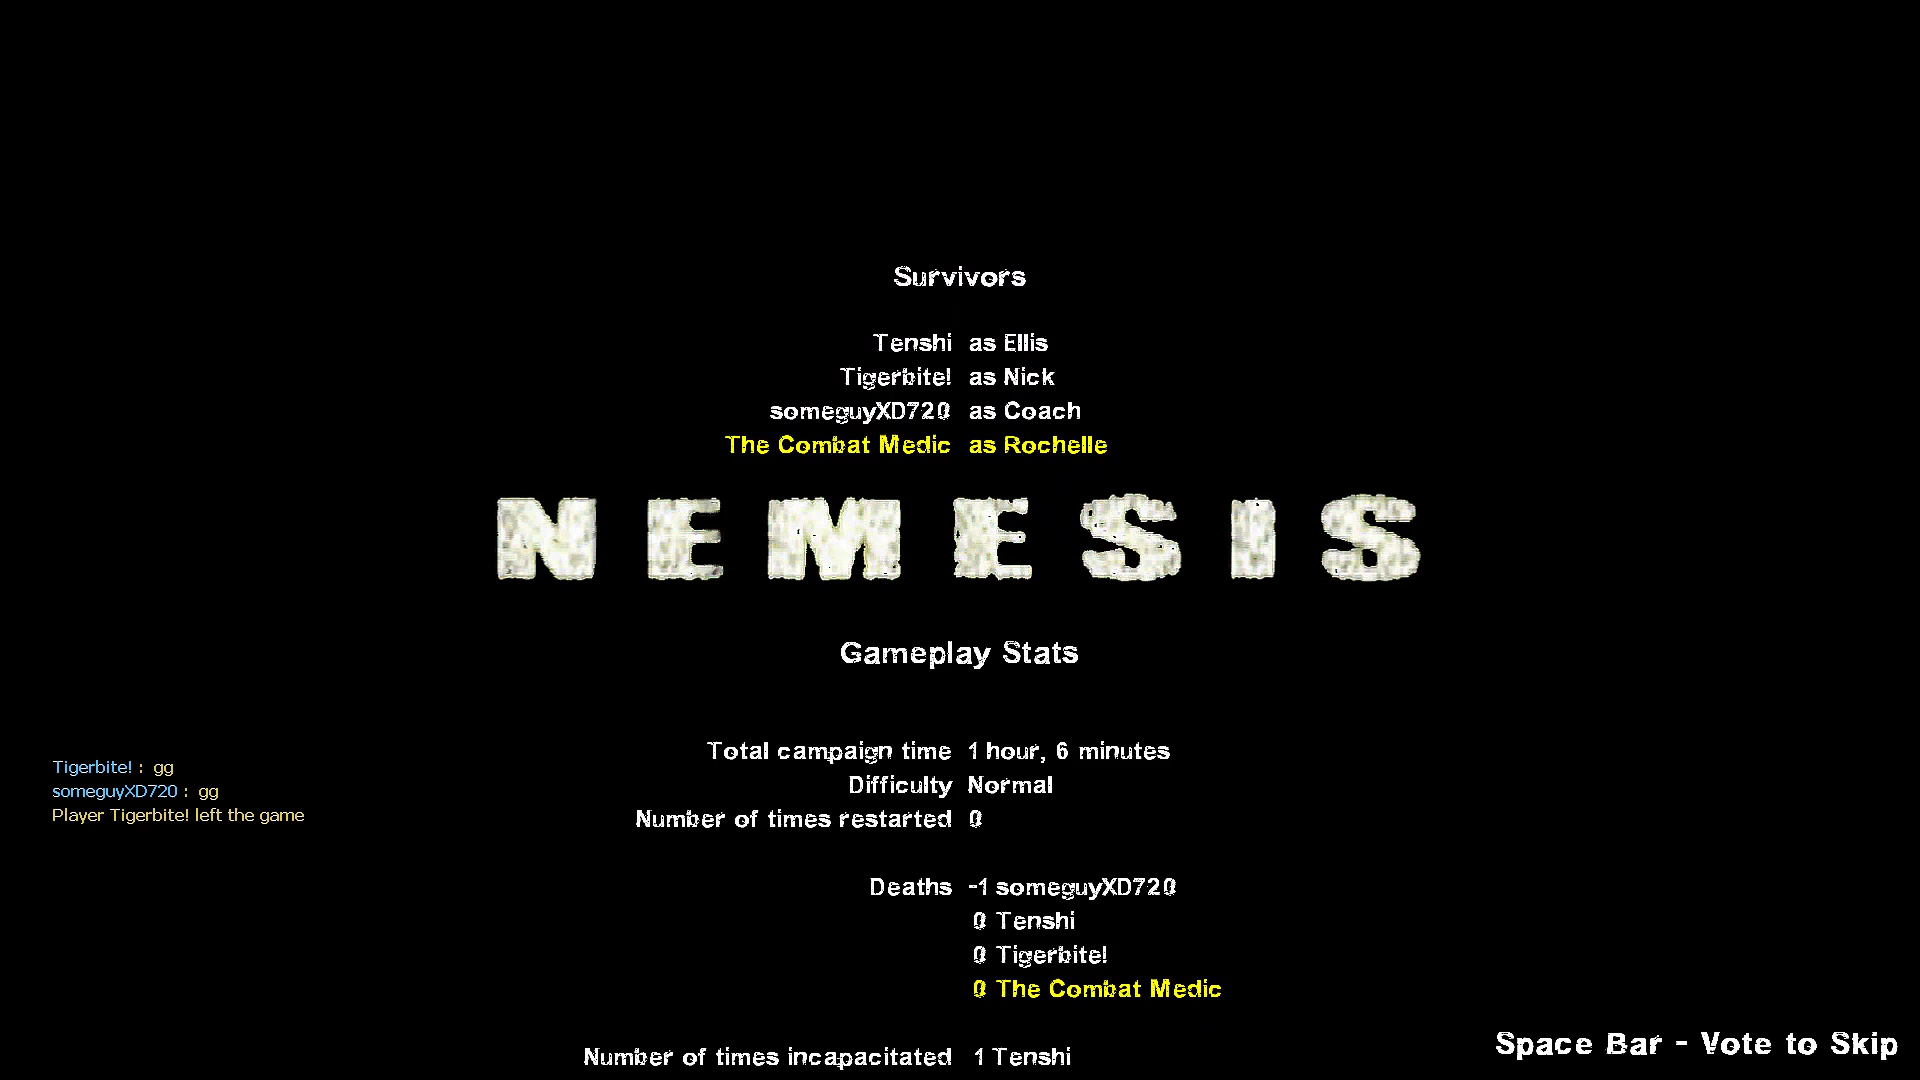 Survivors
Tenshi as Ellis
Tigerbite! as Nick
someguyXD720 as Coach
The Combat Medic as Rochelle
NEMESIS
Gameplay Stats
Total campaign time 1 hour, 6 minutes
Difficulty Normal
Number of times restarted 0
Tigerbite! : gg
someguyXD720 : gg
Player Tigerbite! left the game
Deaths -1 someguyXD720
0 Tenshi
0 Tigerbite!
0 The Combat Medic
Number of times incapacitated 1 Tenshi
Space Bar - Vote to Skip